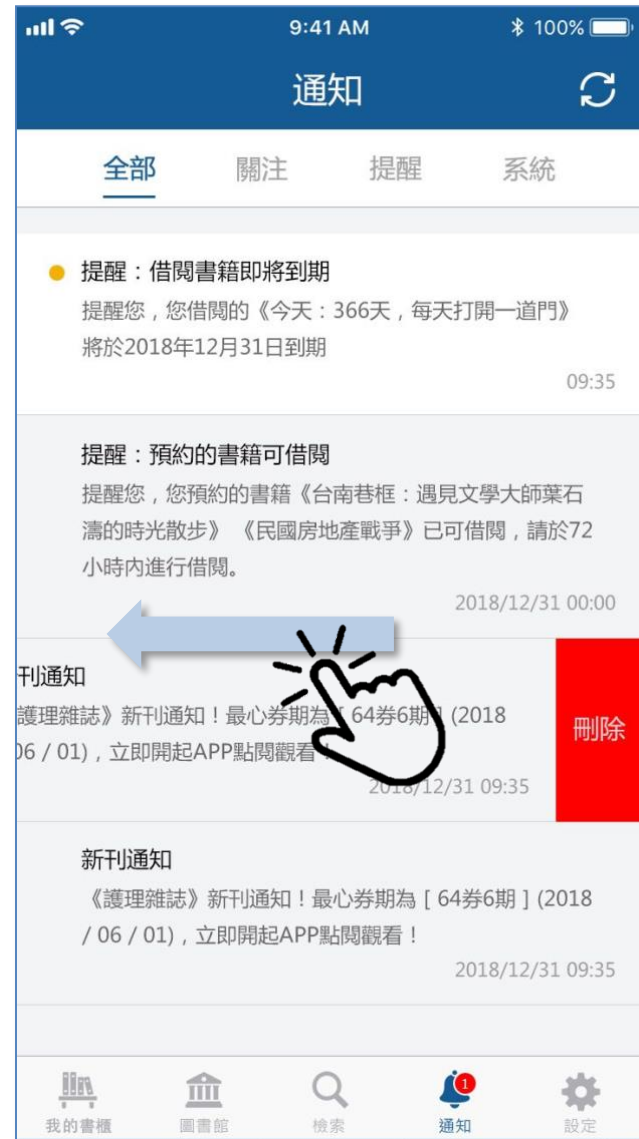 9:41 AM
100%
通知
全部
關注
提醒
系統
提醒：借閱書籍即將到期
提醒您，您借閱的《今天：366天，每天打開一道門》
將於2018年12月31日到期
09:35
提醒：預約的書籍可借閱
提醒您，您預約的書籍《台南巷框：遇見文學大師葉石
濤的時光散步》《民國房地產戰爭》已可借閱，請於72
小時內進行借閱。
2018/12/31 00:00
刊通知
護理雜誌》新刊通知！最心券期為 [ 64券6期 ] (2018
06 / 01)，立即開起APP點閱觀看！
2018/12/31 09:35
刪除
新刊通知
《護理雜誌》新刊通知！最心券期為 [ 64券6期 ] (2018
/ 06 / 01)，立即開起APP點閱觀看！
2018/12/31 09:35
1
我的書櫃
圖書館
檢索
通知
設定